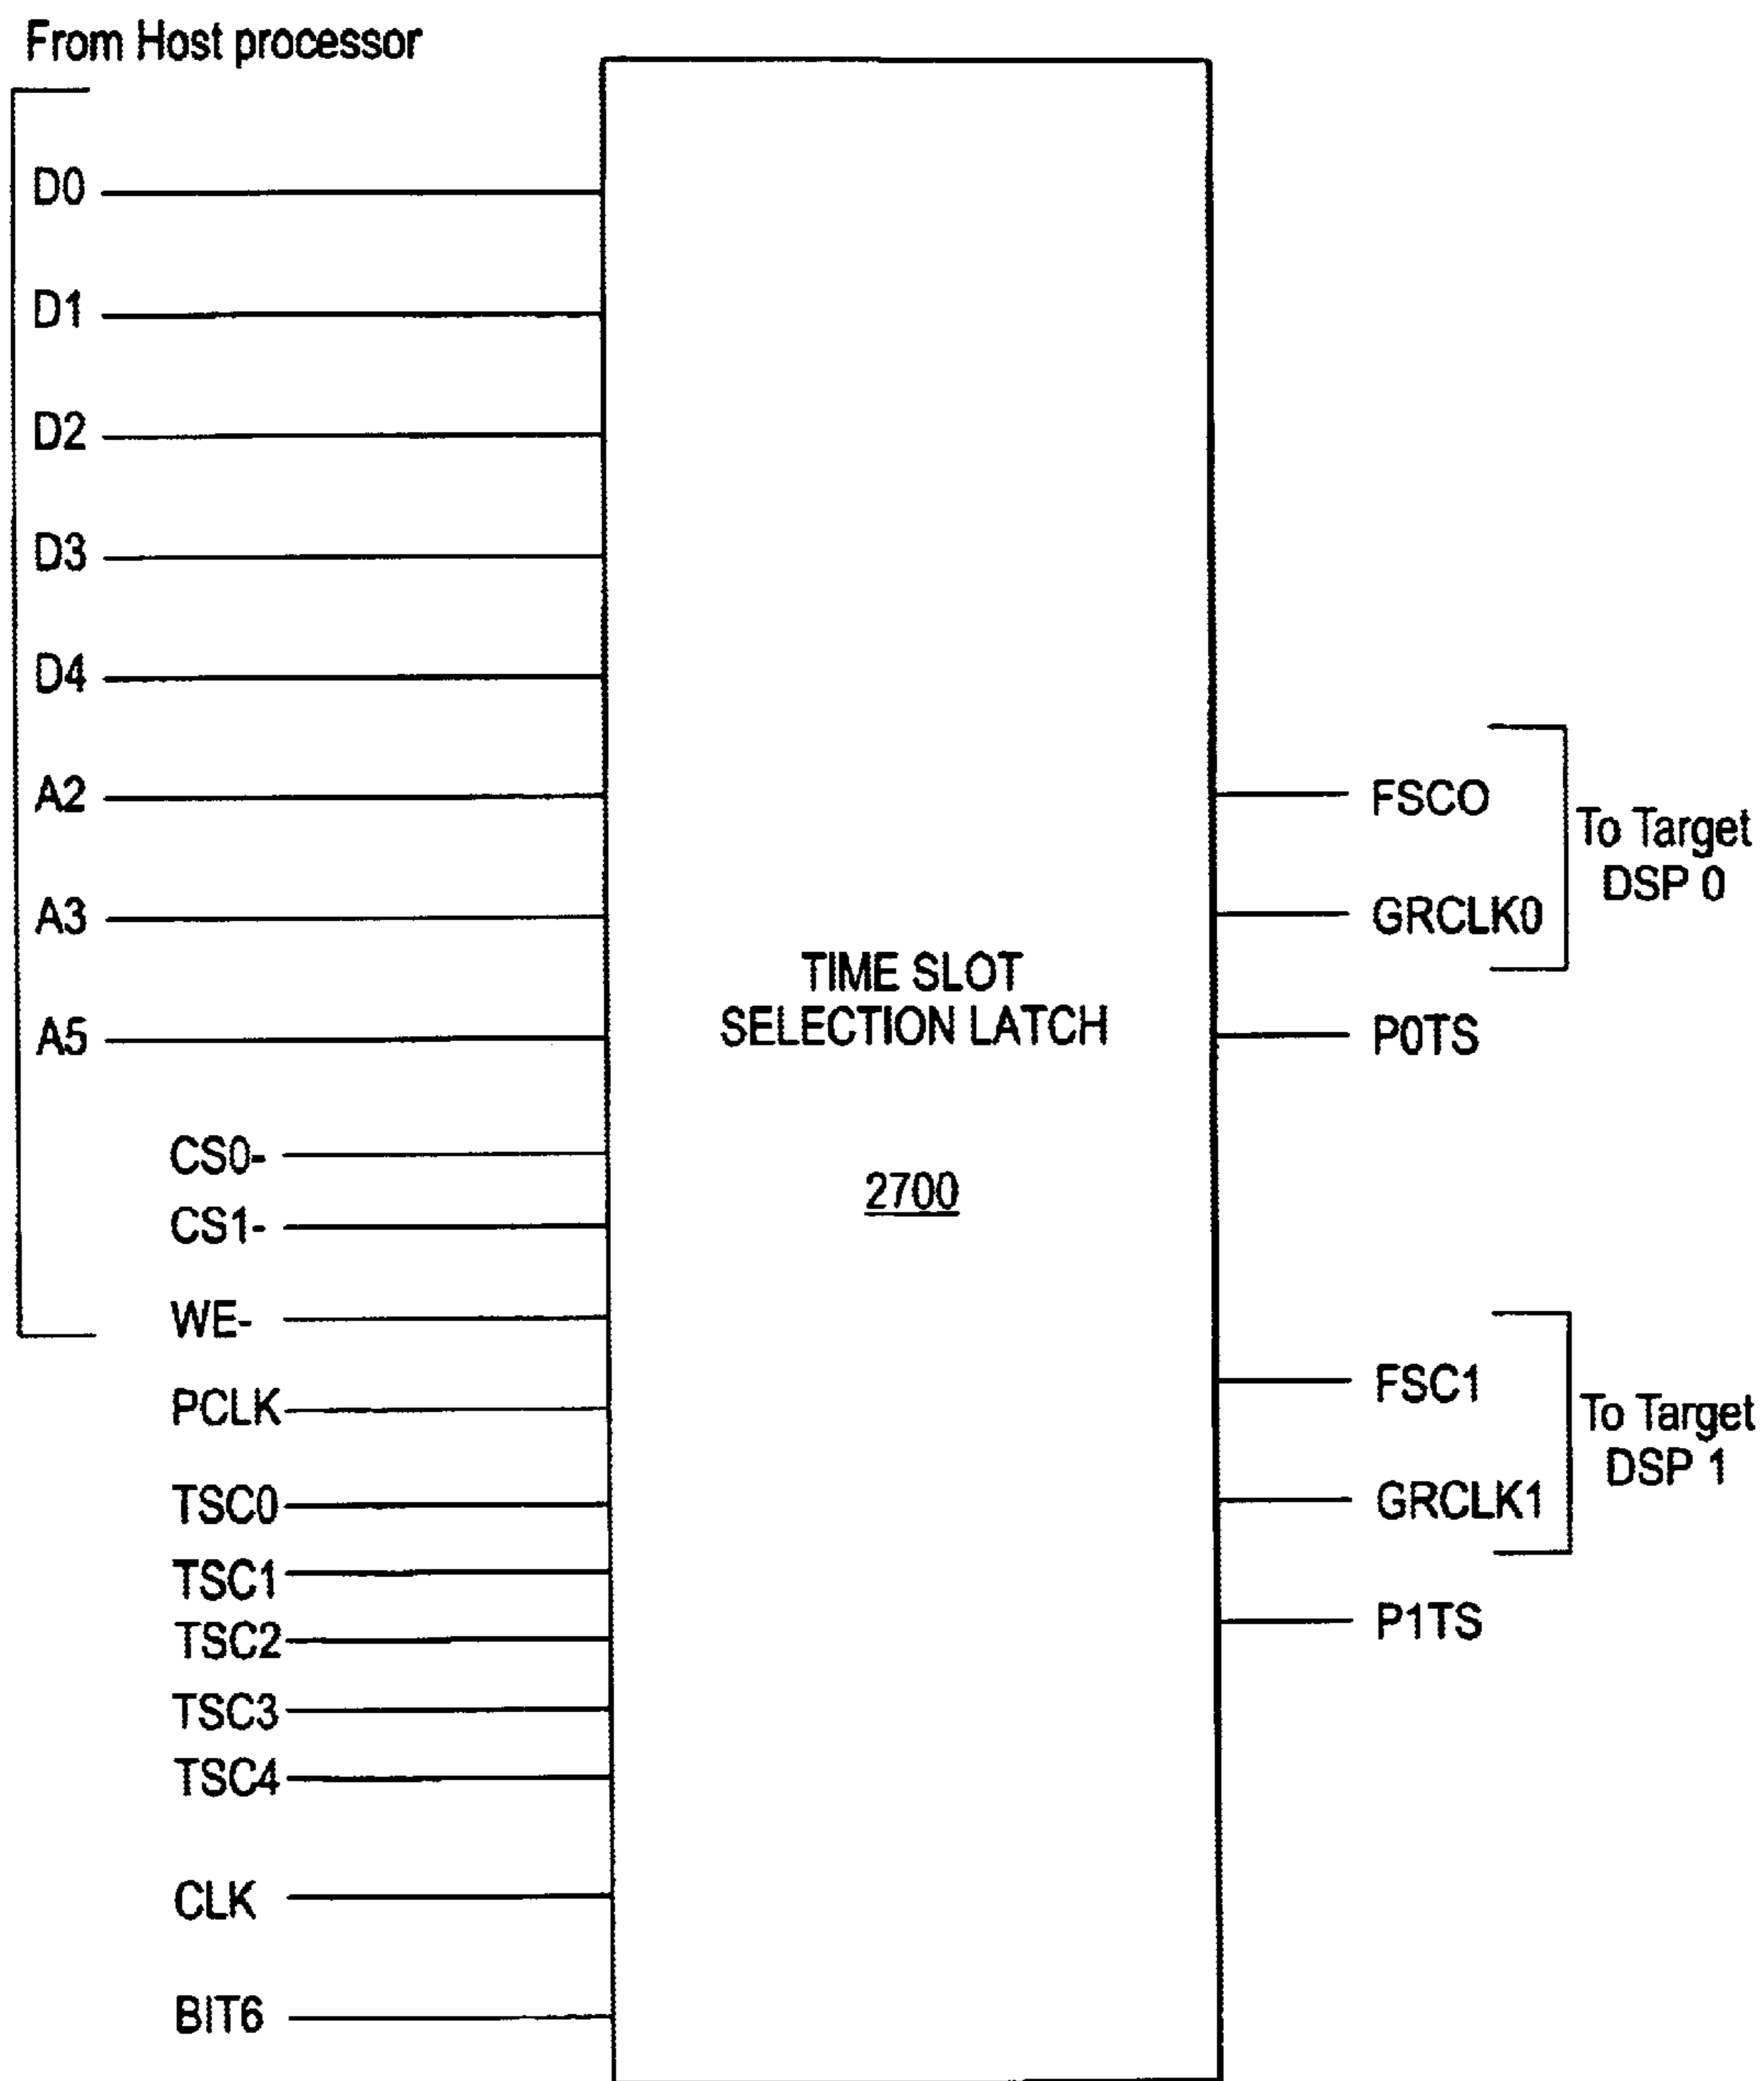 From Host processor
D0
D1
D2
D3
D4
A2
A3
A5
CS0-
CS1-
WE-
PCLK
TSC0
TSC1
TSC2
TSC3
TSC4
CLK
BIT6
TIME SLOT
SELECTION LATCH
2700
FSCO
GRCLK0
To Target
DSP 0
P0TS
FSC1
GRCLK1
To Target
DSP 1
P1TS